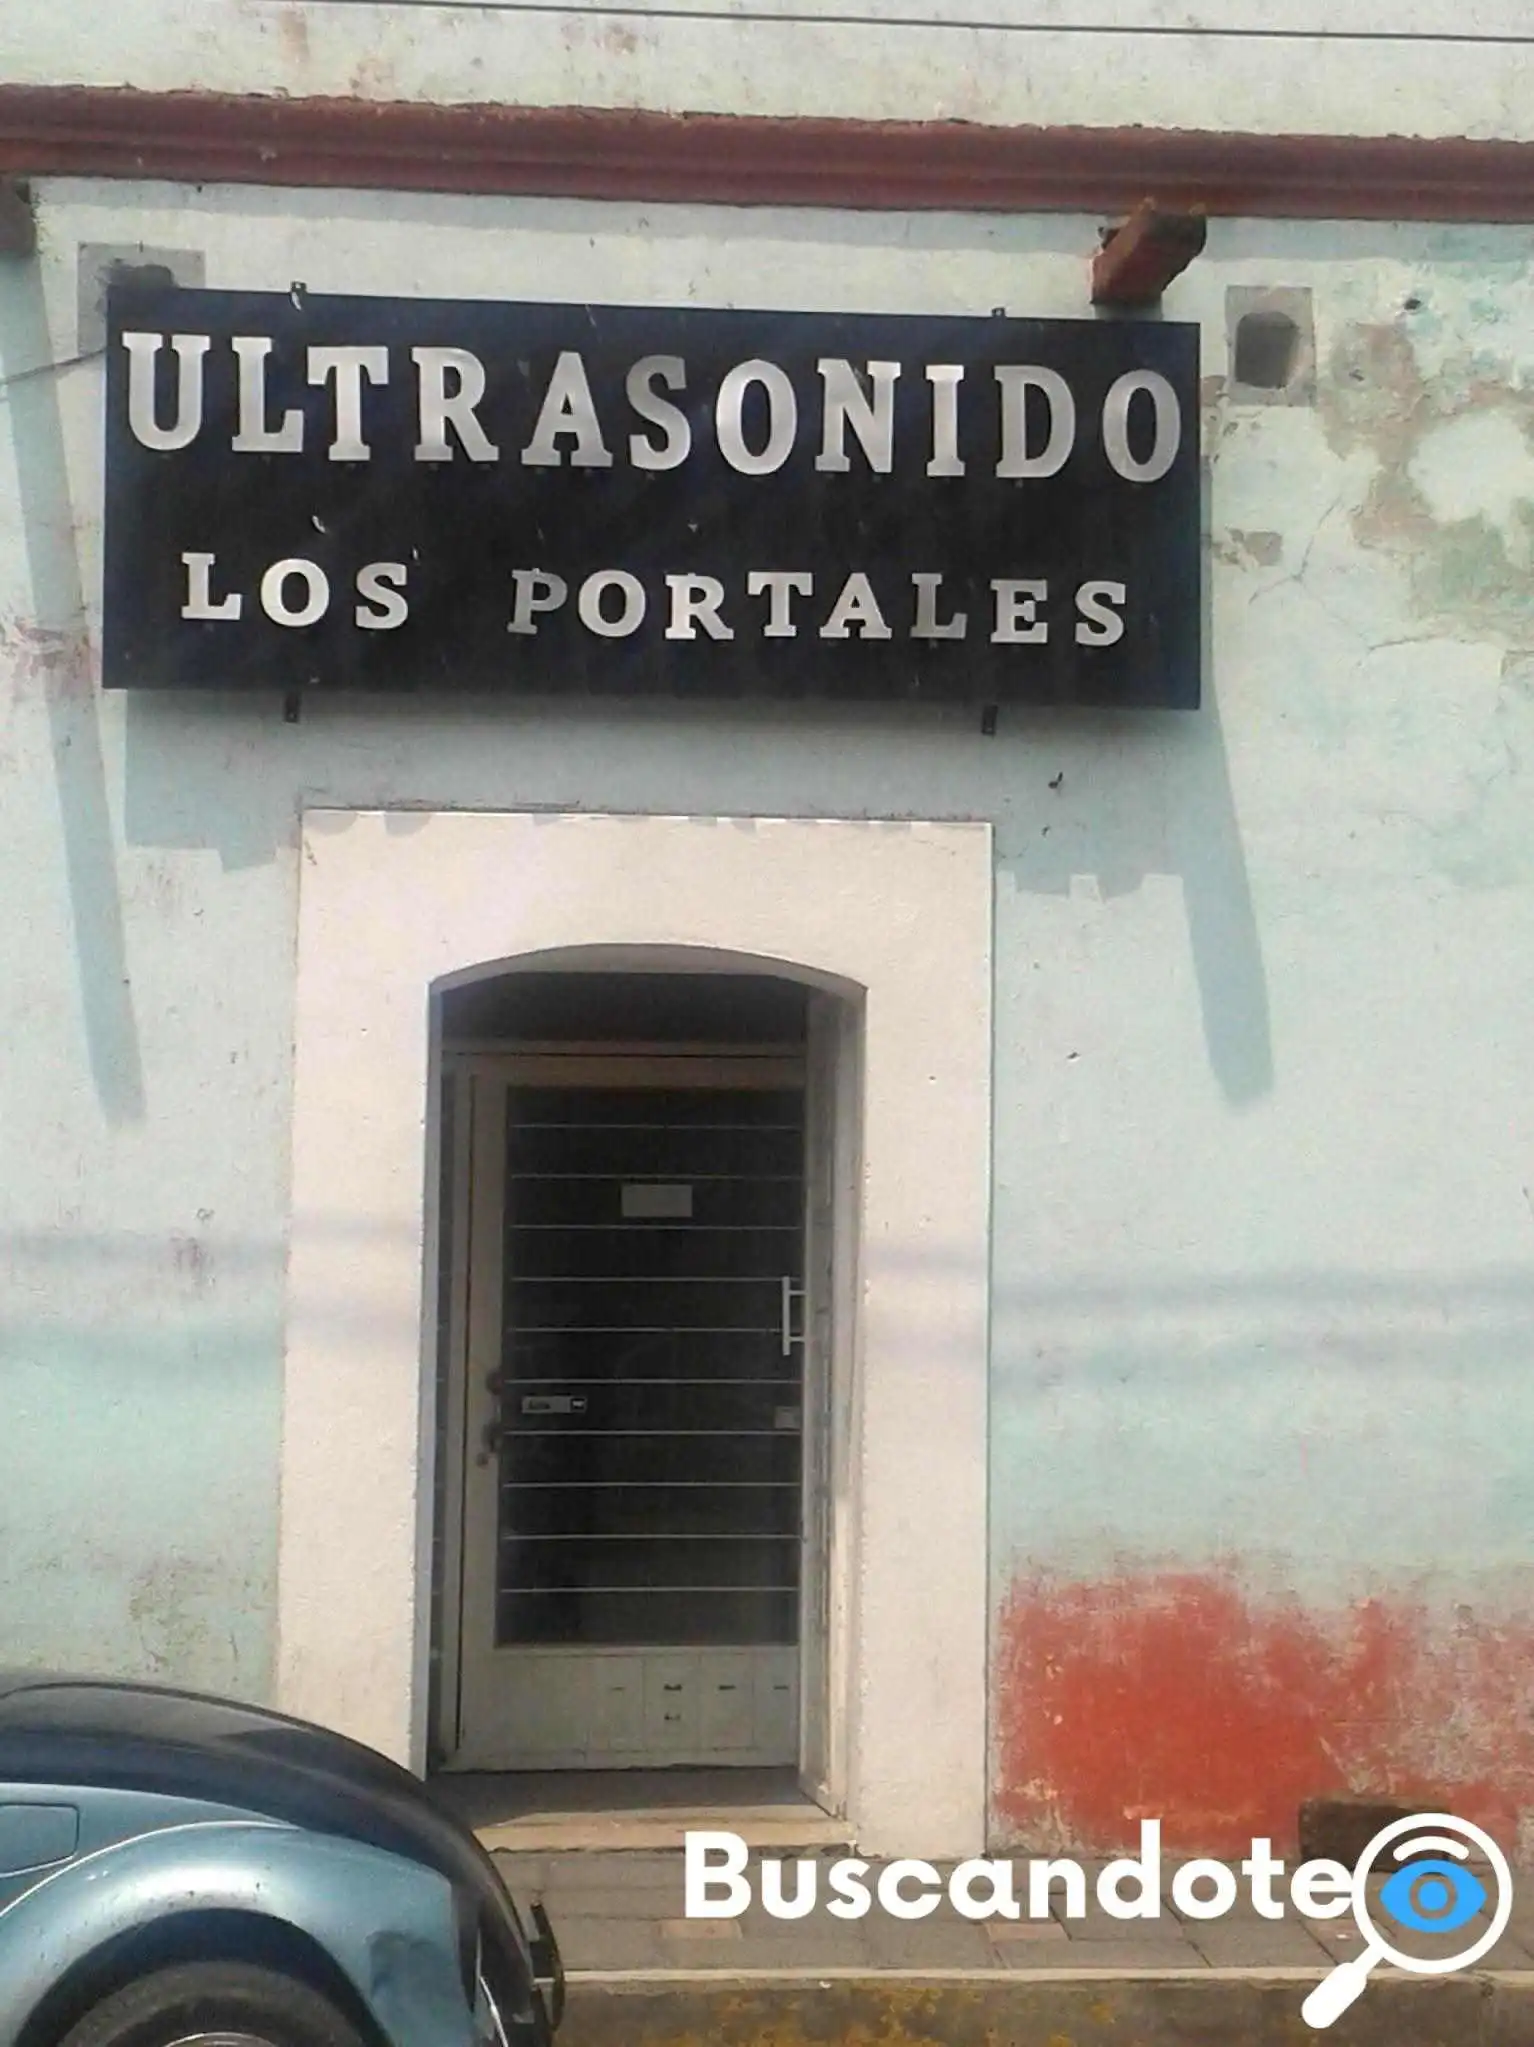 ULTRASONIDO
LOS PORTALES
Buscandote